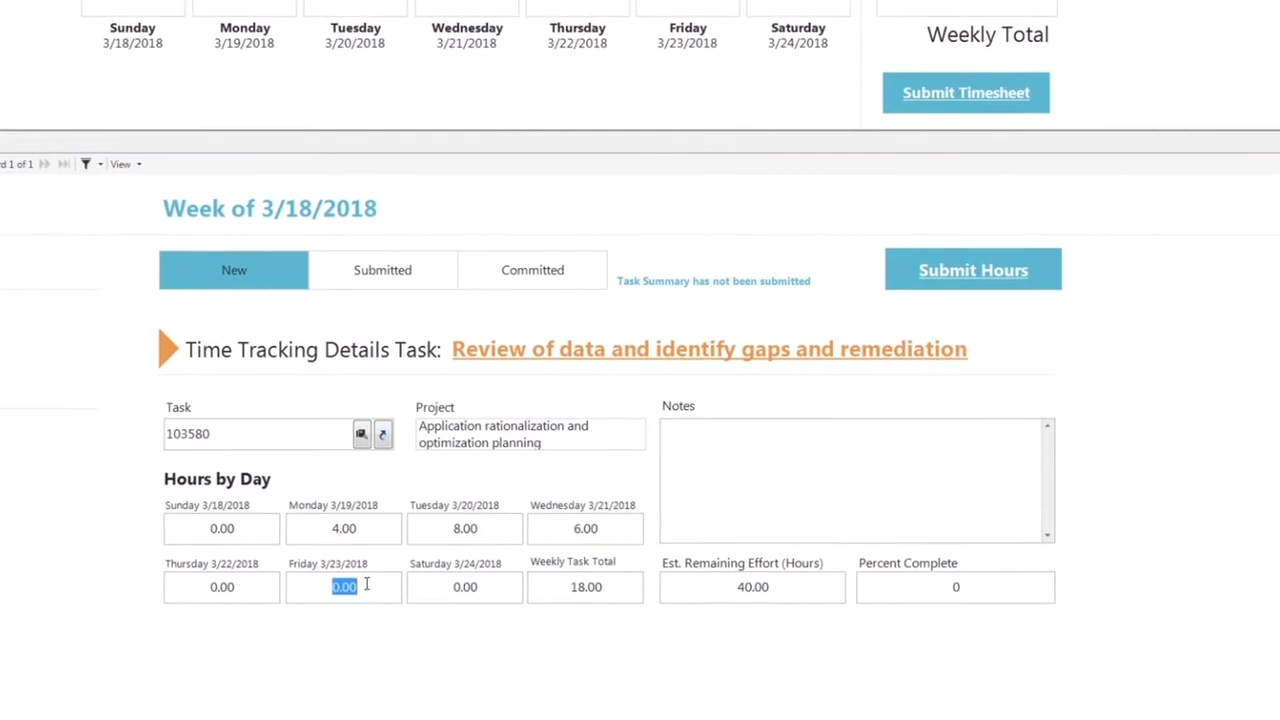 Sunday Monday Tuesday Wednesday Thursday Friday Saturday
3/18/2018 3/19/2018 3/20/2018 3/21/2018 3/22/2018 3/23/2018 3/24/2018
Weekly Total
Submit Timesheet
1 of 1 View
Week of 3/18/2018
New Submitted Committed
Task Summary has not been submitted
Submit Hours
Time Tracking Details Task: Review of data and identify gaps and remediation
Task
103580
Project
Application rationalization and
optimization planning
Notes
Hours by Day
Sunday 3/18/2018 Monday 3/19/2018 Tuesday 3/20/2018 Wednesday 3/21/2018
0.00 4.00 8.00 6.00
Thursday 3/22/2018 Friday 3/23/2018 Saturday 3/24/2018 Weekly Task Total
0.00 0.00 0.00 18.00
Est. Remaining Effort (Hours) Percent Complete
40.00 0